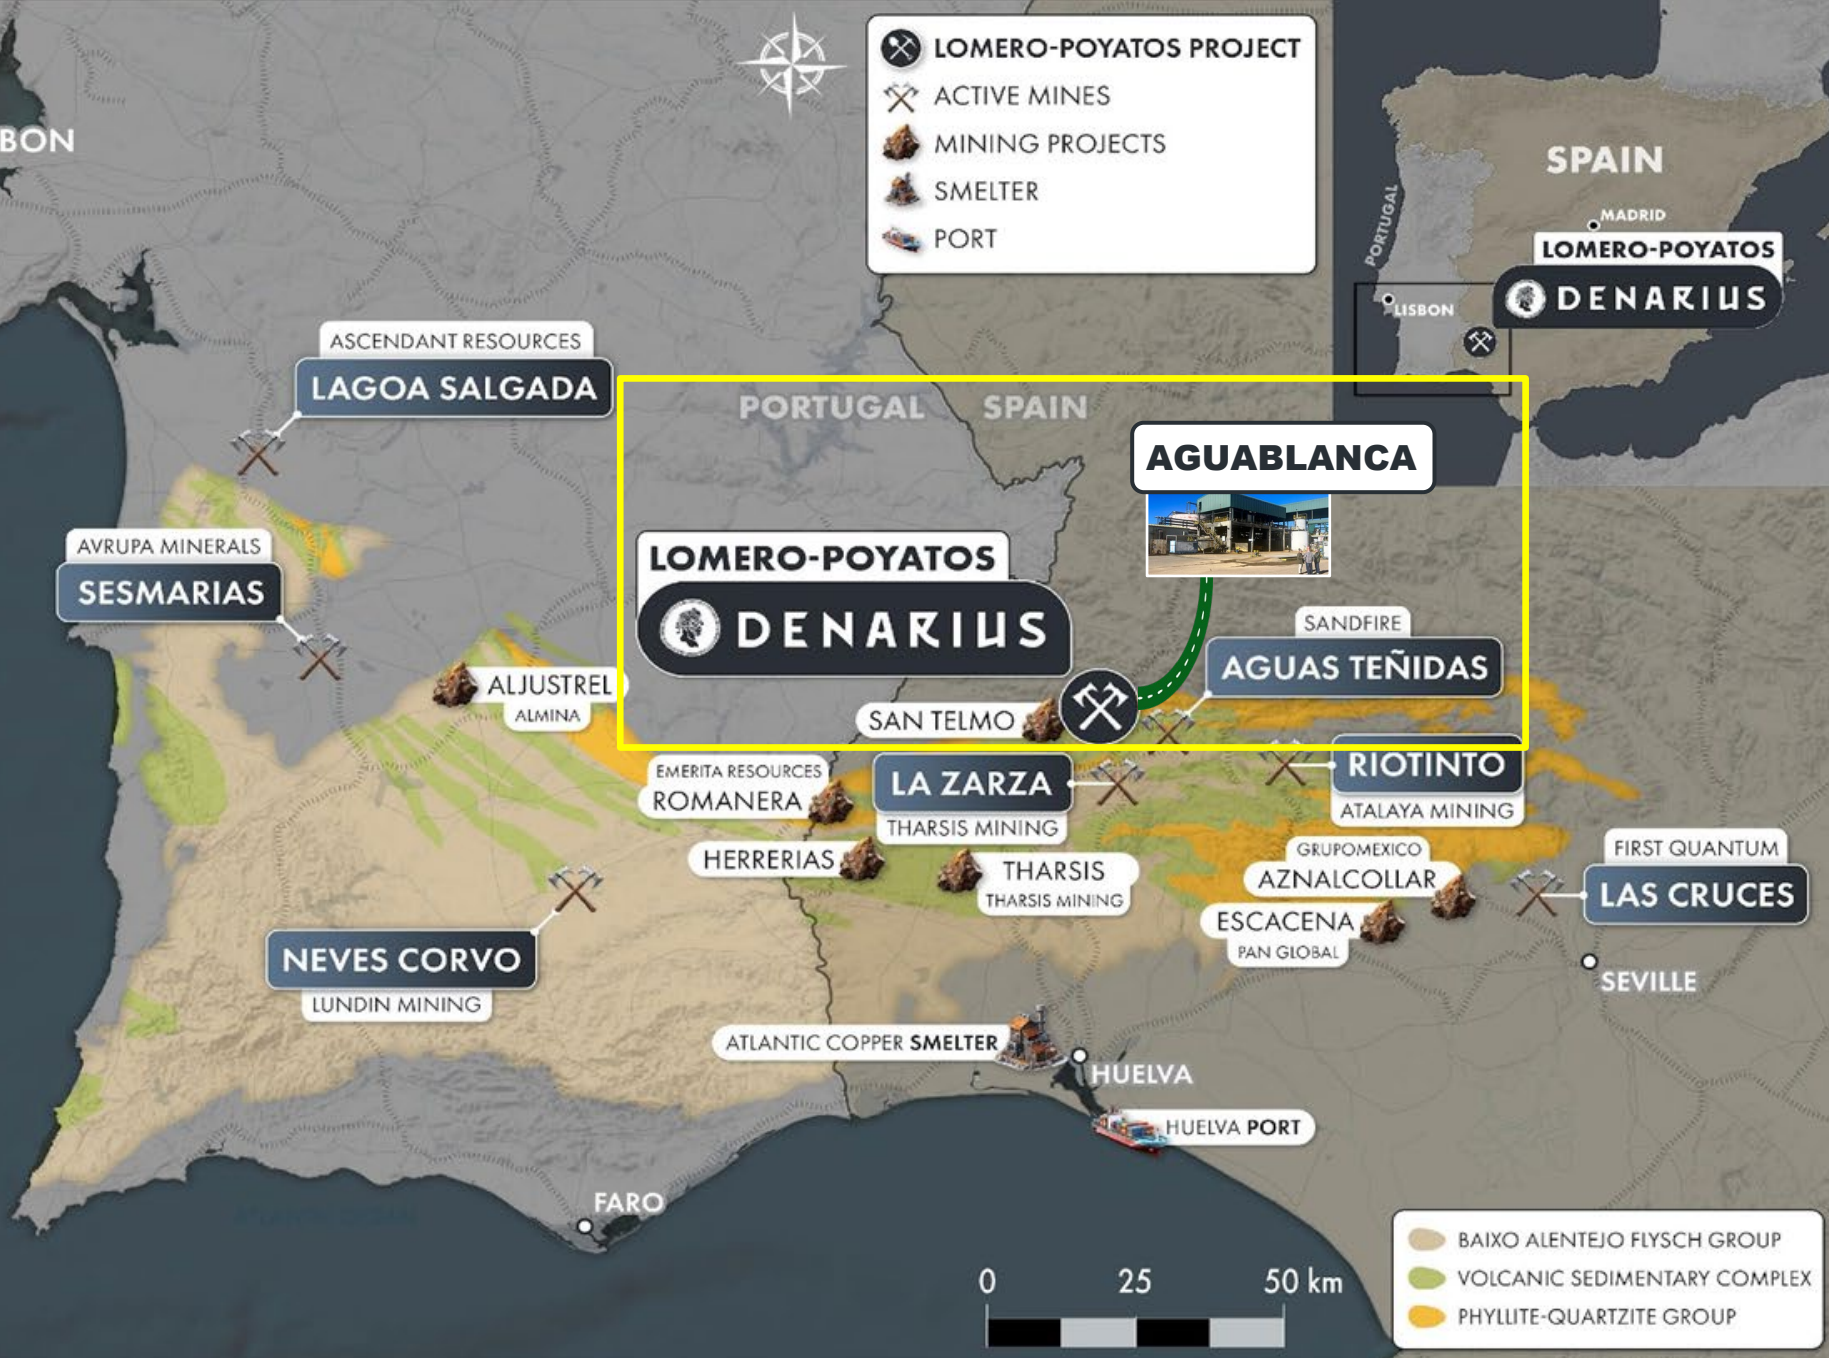 BON
LOMERO-POYATOS PROJECT
ACTIVE MINES
MINING PROJECTS
SMELTER
PORT
SPAIN
PORTUGAL
MADRID
LOMERO-POYATOS
DENARIUS
LISBON
ASCENDANT RESOURCES
LAGOA SALGADA
PORTUGAL
SPAIN
AGUABLANCA
AVRUPA MINERALS
SESMARIAS
LOMERO-POYATOS
DENARIUS
SANDFIRE
AGUAS TEÑIDAS
ALJUSTREL
ALMINA
SAN TELMO
EMERITA RESOURCES
ROMANERA
LA ZARZA
THARSIS MINING
RIOTINTO
ATALAYA MINING
HERRERIAS
THARSIS
THARSIS MINING
GRUPOMEXICO
AZNALCOLLAR
FIRST QUANTUM
LAS CRUCES
ESCACENA
PAN GLOBAL
NEVES CORVO
LUNDIN MINING
SEVILLE
ATLANTIC COPPER SMELTER
HUELVA
HUELVA PORT
FARO
0 25 50 km
BAIXO ALENTEJO FLYSCH GROUP
VOLCANIC SEDIMENTARY COMPLEX
PHYLLITE-QUARTZITE GROUP